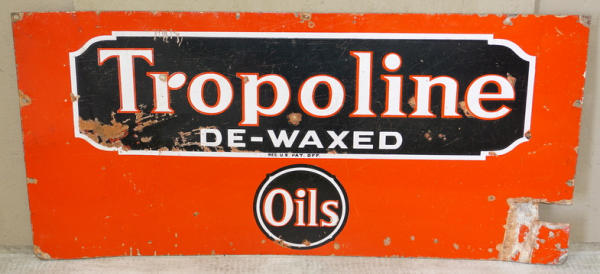 Tropoline
DE-WAXED
REG. U.S. PAT. OFF.
Oils